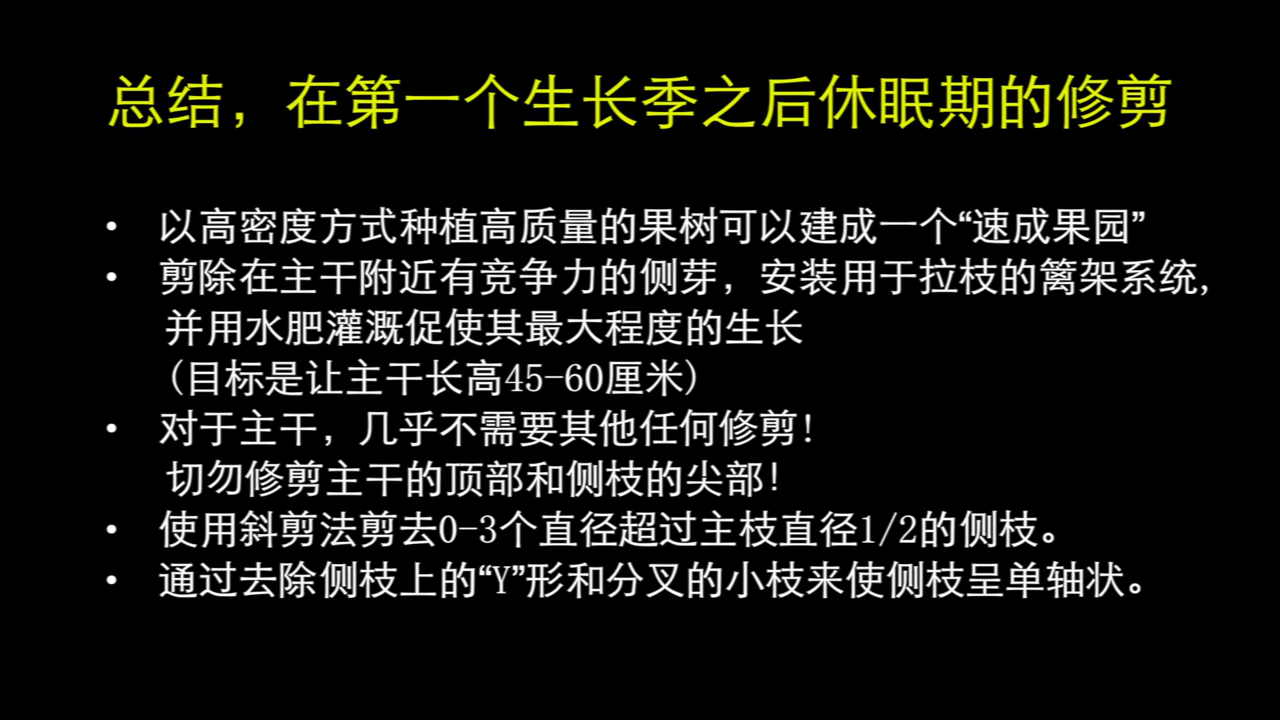 总结，在第一个生长季之后休眠期的修剪
• 以高密度方式种植高质量的果树可以建成一个“速成果园”
• 剪除在主干附近有竞争力的侧芽，安装用于拉枝的篱架系统,
并用水肥灌溉促使其最大程度的生长
(目标是让主干长高45-60厘米)
• 对于主干，几乎不需要其他任何修剪!
切勿修剪主干的顶部和侧枝的尖部!
• 使用斜剪法剪去0-3个直径超过主枝直径1/2的侧枝。
• 通过去除侧枝上的“Y”形和分叉的小枝来使侧枝呈单轴状。